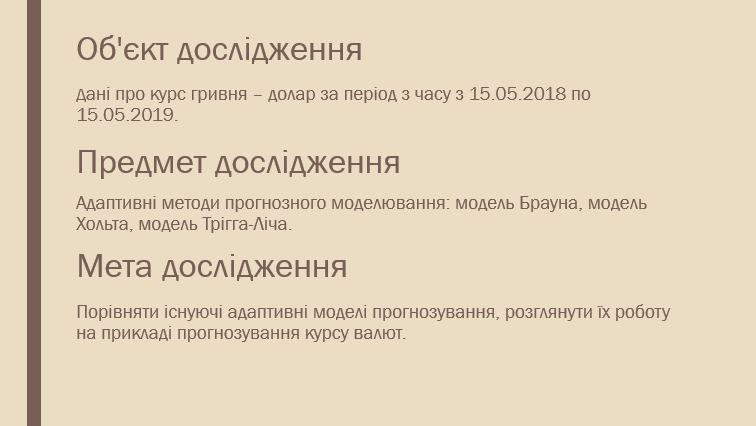 Об'єкт дослідження
Дані про курс гривня – долар за період з часу з 15.05.2018 по
15.05.2019.
Предмет дослідження
Адаптивні методи прогнозного моделювання: модель Брауна, модель
Хольта, модель Трігга-Ліча.
Мета дослідження
Порівняти існуючі адаптивні моделі прогнозування, розглянути їх роботу
на прикладі прогнозування курсу валют.